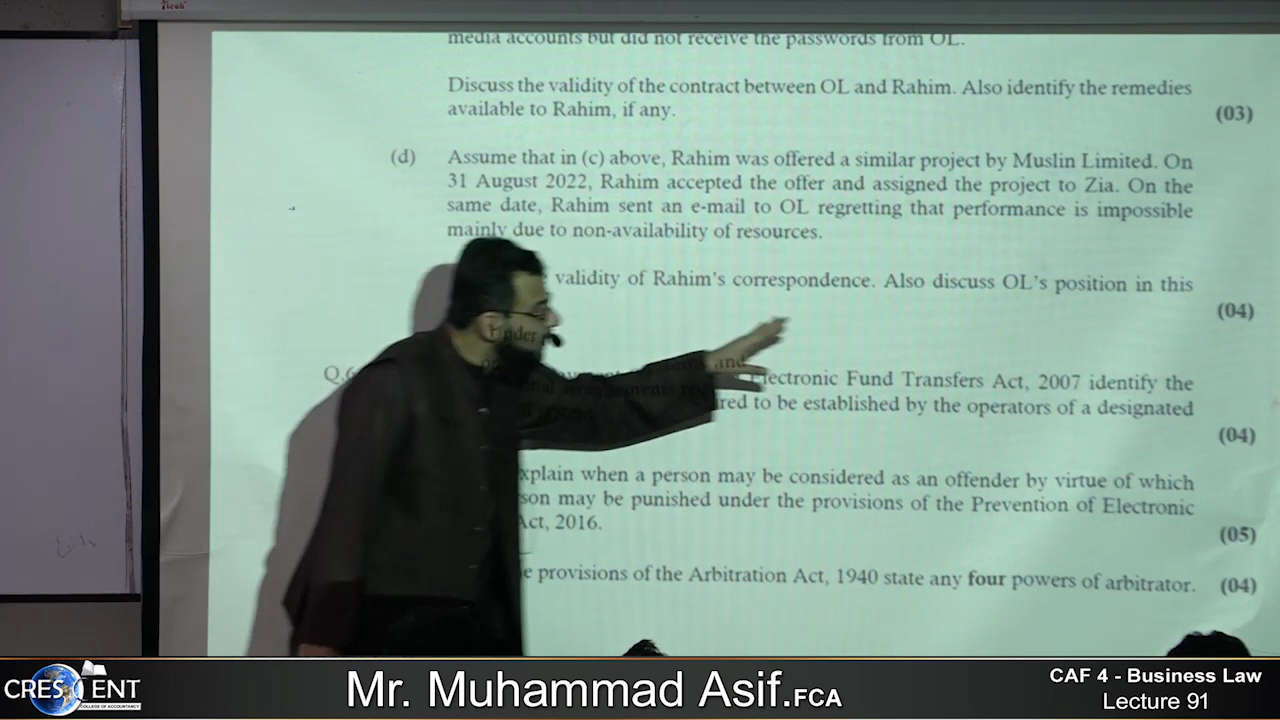 media accounts but did not receive the passwords from OL.
Discuss the validity of the contract between OL and Rahim. Also identify the remedies
available to Rahim, if any.
(03)
(d) Assume that in (c) above, Rahim was offered a similar project by Muslin Limited. On
31 August 2022, Rahim accepted the offer and assigned the project to Zia. On the
same date, Rahim sent an e-mail to OL regretting that performance is impossible
mainly due to non-availability of resources.
validity of Rahim's correspondence. Also discuss OL's position in this
(04)
Under
and
Electronic Fund Transfers Act, 2007 identify the
to be established by the operators of a designated
(04)
explain when a person may be considered as an offender by virtue of which
may be punished under the provisions of the Prevention of Electronic
Act, 2016.
(05)
provisions of the Arbitration Act, 1940 state any four powers of arbitrator. (04)
CRESCENT
COLLEGE OF ACCOUNTANCY
Mr. Muhammad Asif.FCA
CAF 4 - Business Law
Lecture 91